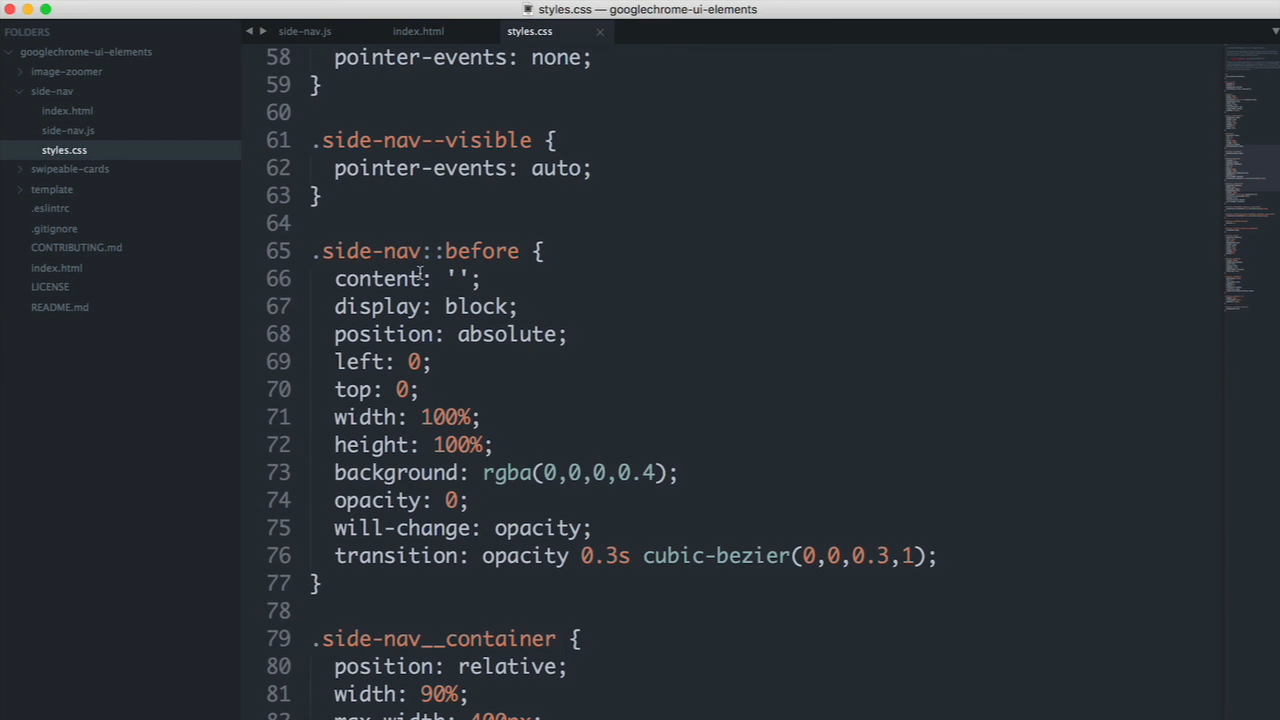 styles.css — googlechrome-ui-elements
FOLDERS
googlechrome-ui-elements
image-zoomer
side-nav
index.html
side-nav.js
styles.css
swipeable-cards
template
.eslintrc
.gitignore
CONTRIBUTING.md
index.html
LICENSE
README.md
side-nav.js index.html styles.css
58 pointer-events: none;
59 }
60
61 .side-nav--visible {
62 pointer-events: auto;
63 }
64
65 .side-nav::before {
66 content: '';
67 display: block;
68 position: absolute;
69 left: 0;
70 top: 0;
71 width: 100%;
72 height: 100%;
73 background: rgba(0,0,0,0.4);
74 opacity: 0;
75 will-change: opacity;
76 transition: opacity 0.3s cubic-bezier(0,0,0.3,1);
77 }
78
79 .side-nav__container {
80 position: relative;
81 width: 90%;
82 max-width: 400px;